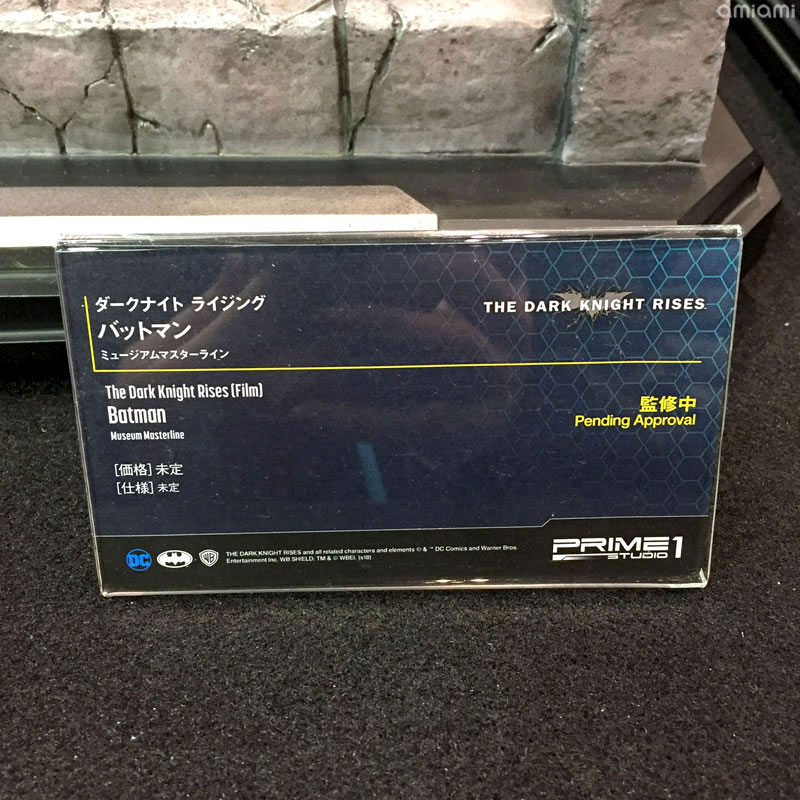 amiami
ダークナイト ライジング
バットマン
ミュージアムマスターライン
THE DARK KNIGHT RISES
The Dark Knight Rises (Film)
Batman
Museum Masterline
監修中
Pending Approval
[価格] 未定
[仕様] 未定
DC
WB
THE DARK KNIGHT RISES and all related characters and elements © & ™ DC Comics and Warner Bros.
Entertainment Inc. WB SHIELD: TM & © WBEI. (s18)
PRIME 1
STUDIO